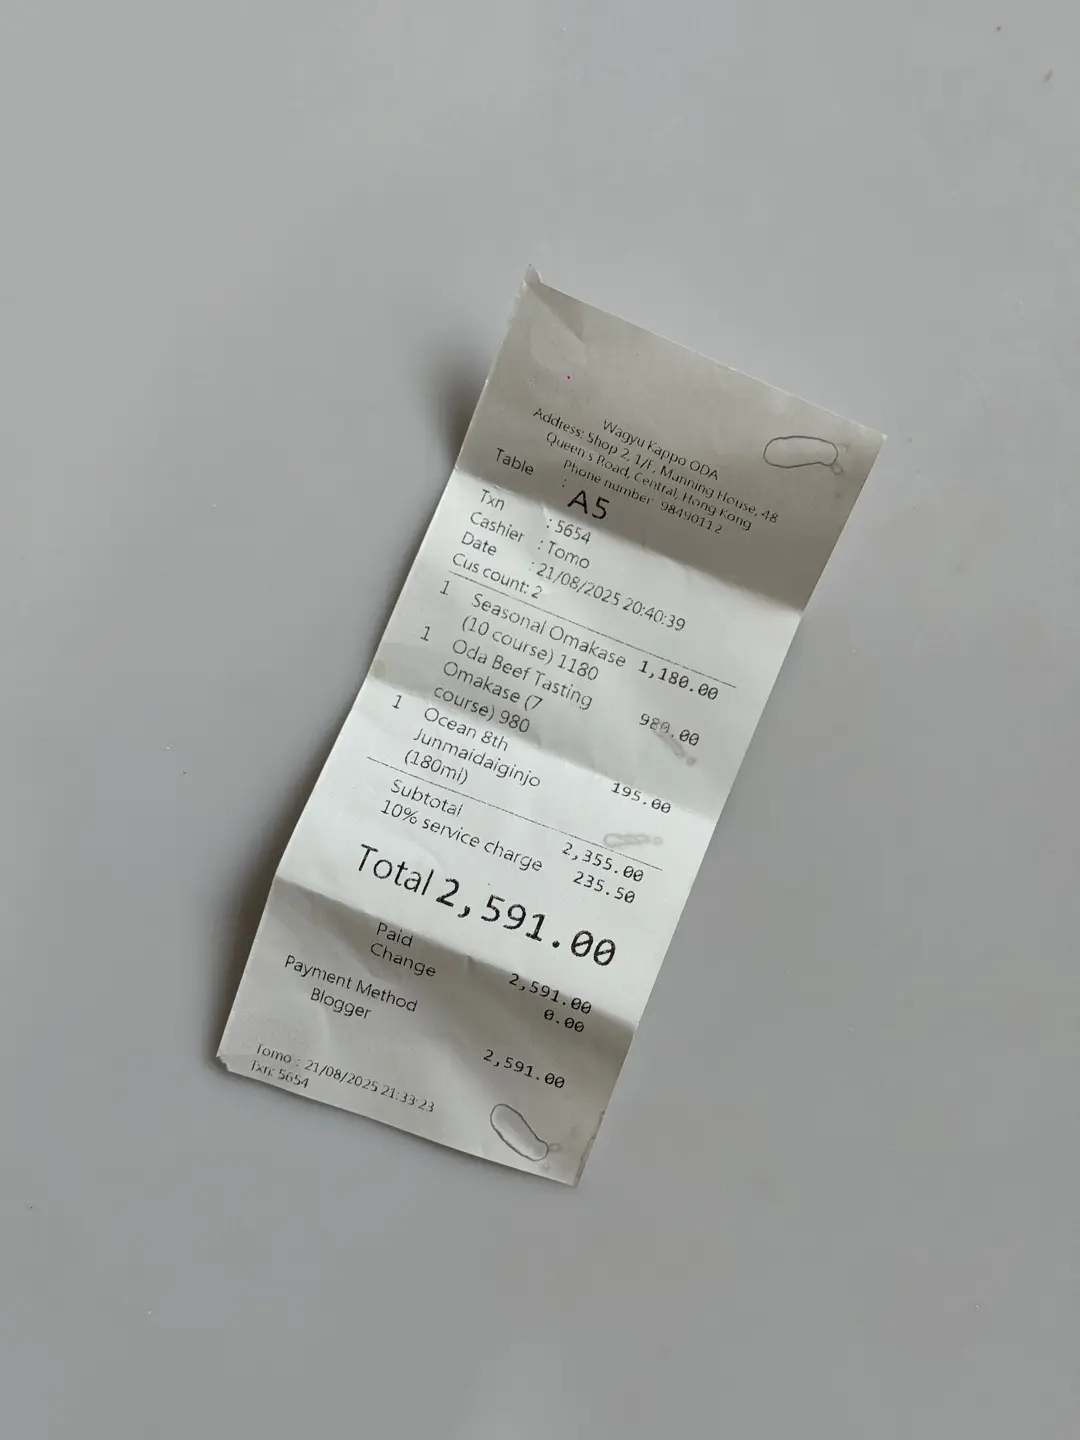 Wagyu Kappo ODA
Address: Shop 2, 1/F, Manning House, 48
Queen's Road, Central, Hong Kong
Phone number: 98490112
Table : A5
Txn : 5654
Cashier : Tomo
Date : 21/08/2025 20:40:39
Cus count: 2
1 Seasonal Omakase 1,180.00
(10 course) 1180
1 Oda Beef Tasting 980.00
Omakase (7
course) 980
1 Ocean 8th 195.00
Junmaidaiginjo
(180ml)
Subtotal 2,355.00
10% service charge 235.50
Total 2,591.00
Paid 2,591.00
Change 0.00
Payment Method
Blogger 2,591.00
Tomo : 21/08/2025 21:33:23
Txn: 5654